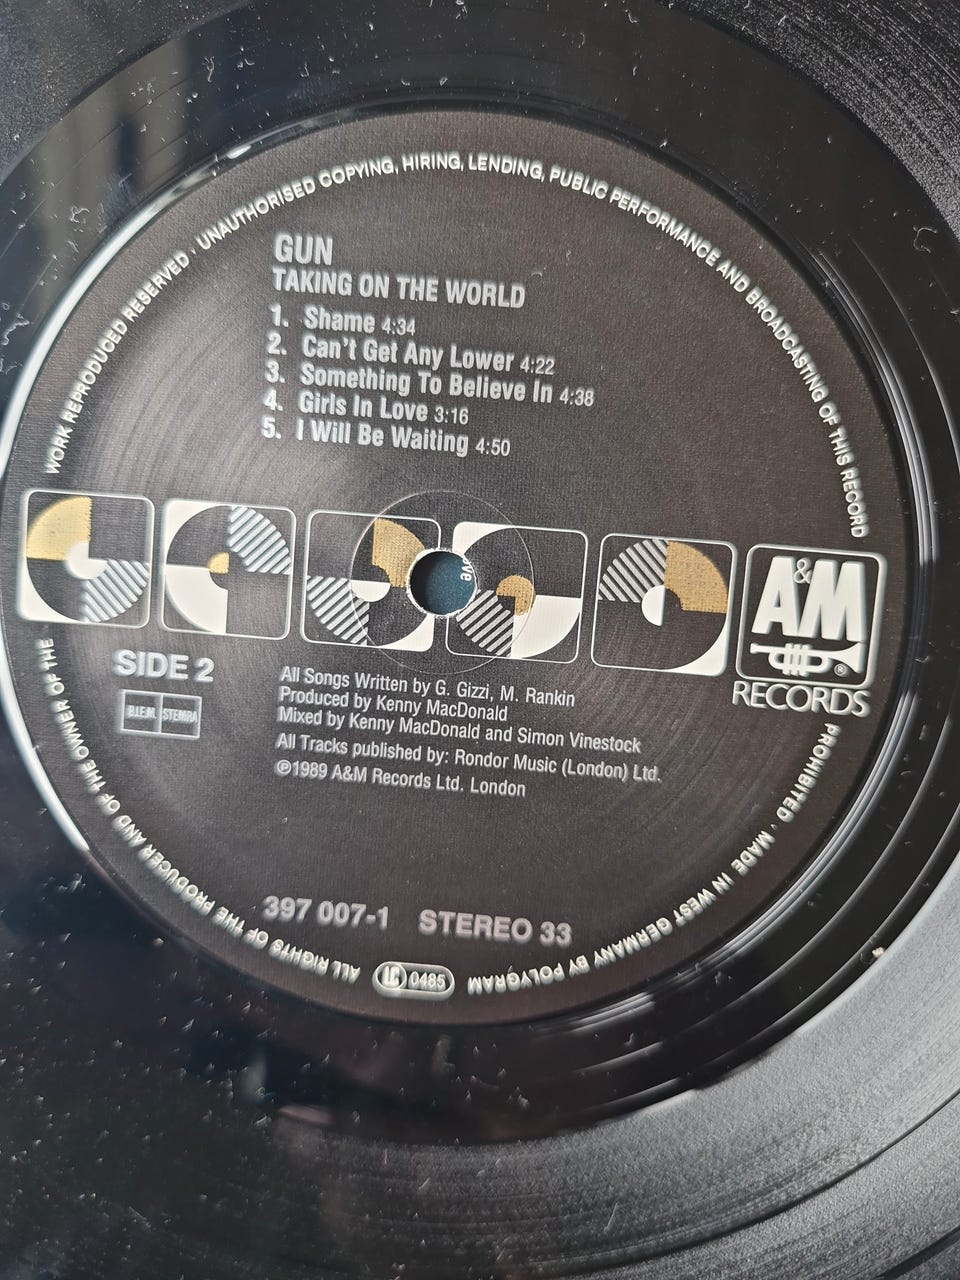 WORK REPRODUCED RESERVED · UNAUTHORISED COPYING, HIRING, LENDING, PUBLIC PERFORMANCE AND BROADCASTING OF THIS RECORD
GUN
TAKING ON THE WORLD
1. Shame 4:34
2. Can't Get Any Lower 4:22
3. Something To Believe In 4:38
4. Girls In Love 3:16
5. I Will Be Waiting 4:50
ove
A&M
®
RECORDS
SIDE 2
B.I.E.M. STEMRA
All Songs Written by G. Gizzi, M. Rankin
Produced by Kenny MacDonald
Mixed by Kenny MacDonald and Simon Vinestock
All Tracks published by: Rondor Music (London) Ltd.
℗1989 A&M Records Ltd. London
397 007-1 STEREO 33
PROHIBITED · MADE IN WEST GERMANY BY POLYGRAM
LC 0485
ALL RIGHTS OF THE PRODUCER AND OF THE OWNER OF THE